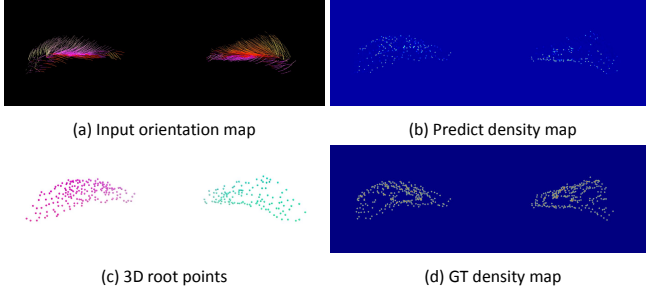 (a) Input orientation map
(b) Predict density map
(c) 3D root points
(d) GT density map